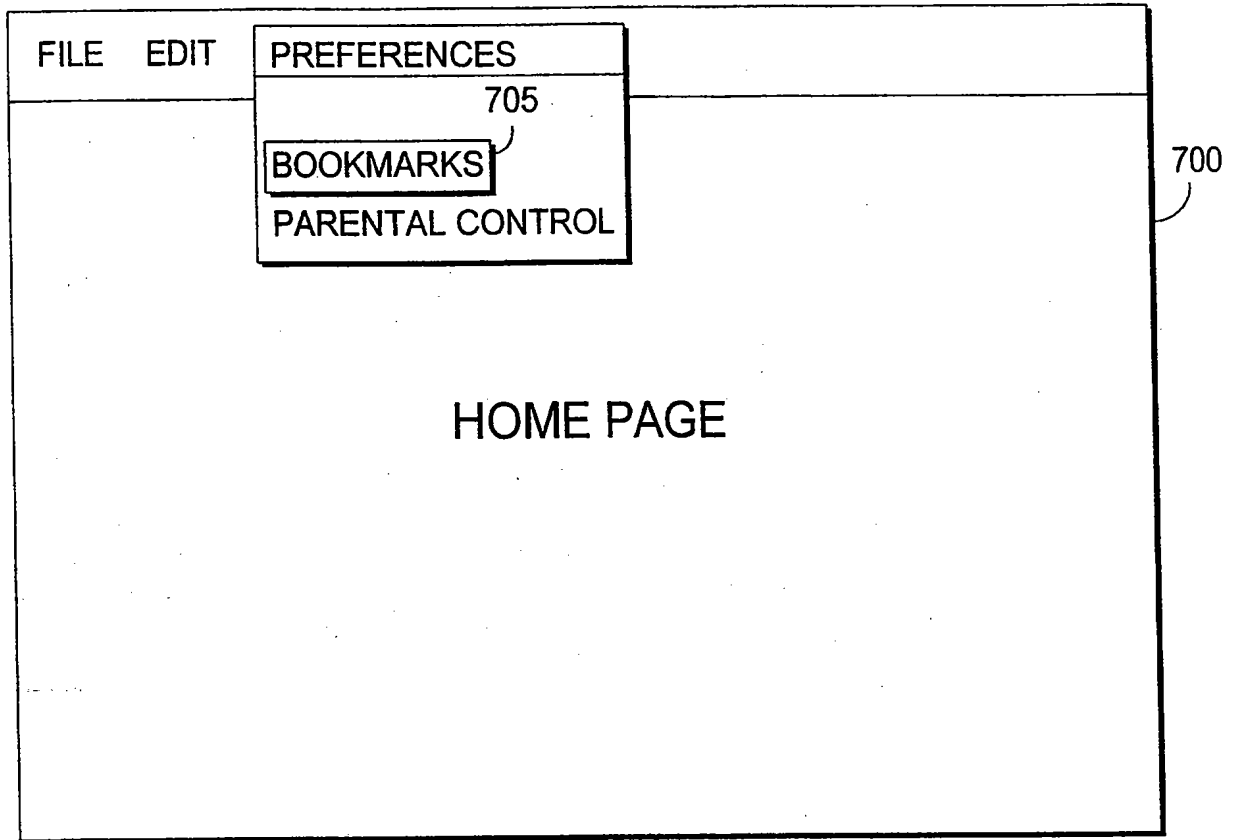 FILE EDIT PREFERENCES
705
BOOKMARKS
700
PARENTAL CONTROL
HOME PAGE